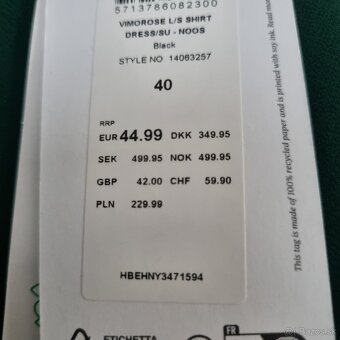 5713786082300
VIMOROSE L/S SHIRT
DRESS/SU - NOOS
Black
STYLE NO 14063257
40
RRP
EUR 44.99 DKK 349.95
SEK 499.95 NOK 499.95
GBP 42.00 CHF 59.90
PLN 229.99
HBEHNY3471594
This tag is made of 100% recycled paper and is printed with soy ink. Read more
ETICHETTA
FR